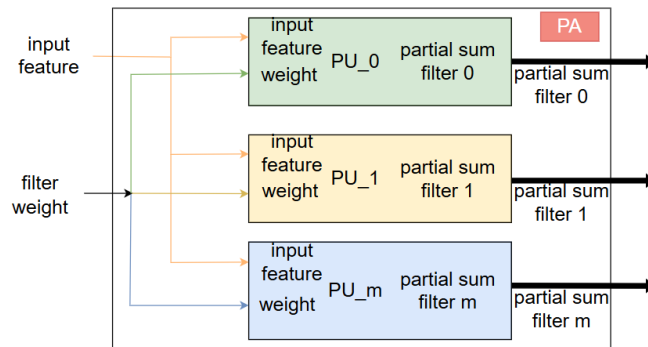 PA
input
feature
input
feature
weight
PU_0
partial sum
filter 0
partial sum
filter 0
input
feature
weight
PU_1
partial sum
filter 1
partial sum
filter 1
filter
weight
input
feature
weight
PU_m
partial sum
filter m
partial sum
filter m